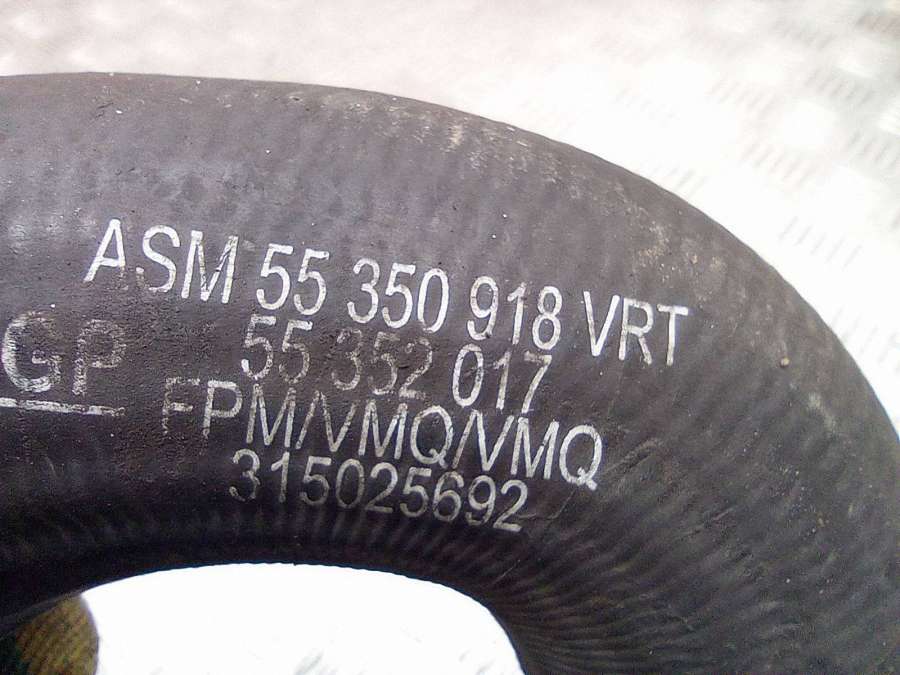 ASM 55 350 918 VRT
GP 55 352 017
FPM/VMQ/VMQ
315025692